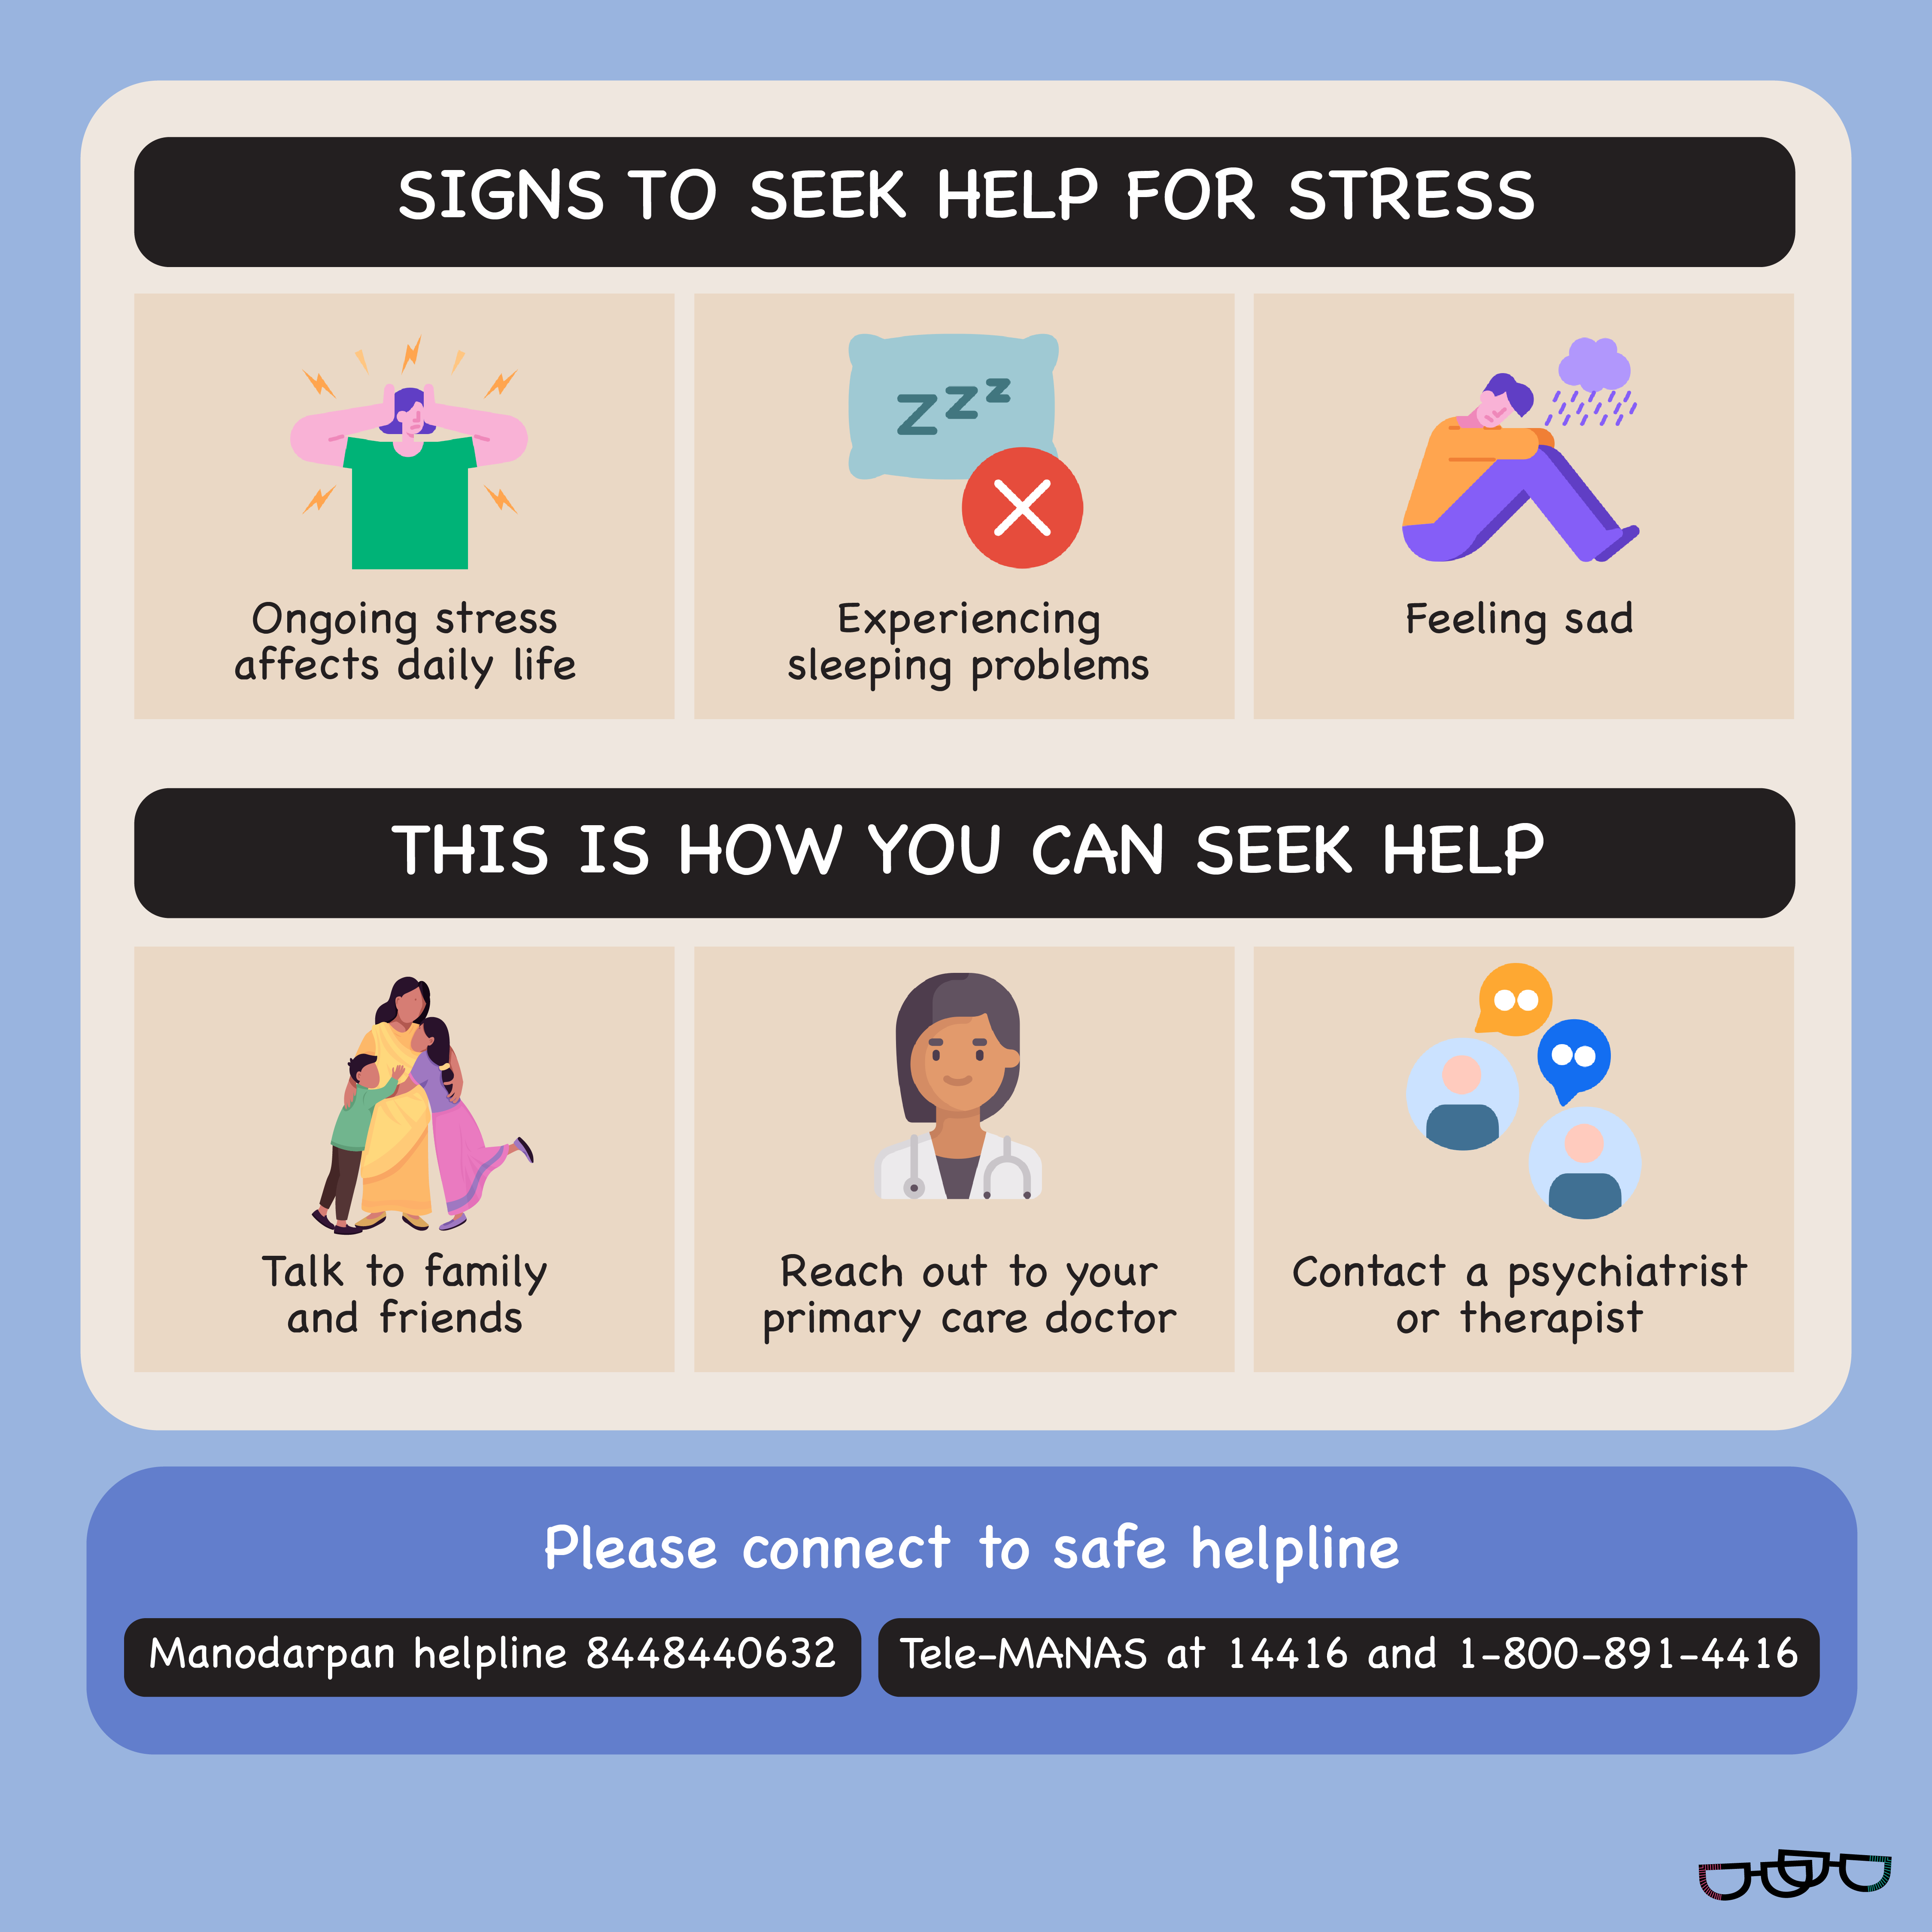 SIGNS TO SEEK HELP FOR STRESS
zzz
Ongoing stress
affects daily life
Experiencing
sleeping problems
Feeling sad
THIS IS HOW YOU CAN SEEK HELP
Talk to family
and friends
Reach out to your
primary care doctor
Contact a psychiatrist
or therapist
Please connect to safe helpline
Manodarpan helpline 8448440632
Tele-MANAS at 14416 and 1-800-891-4416